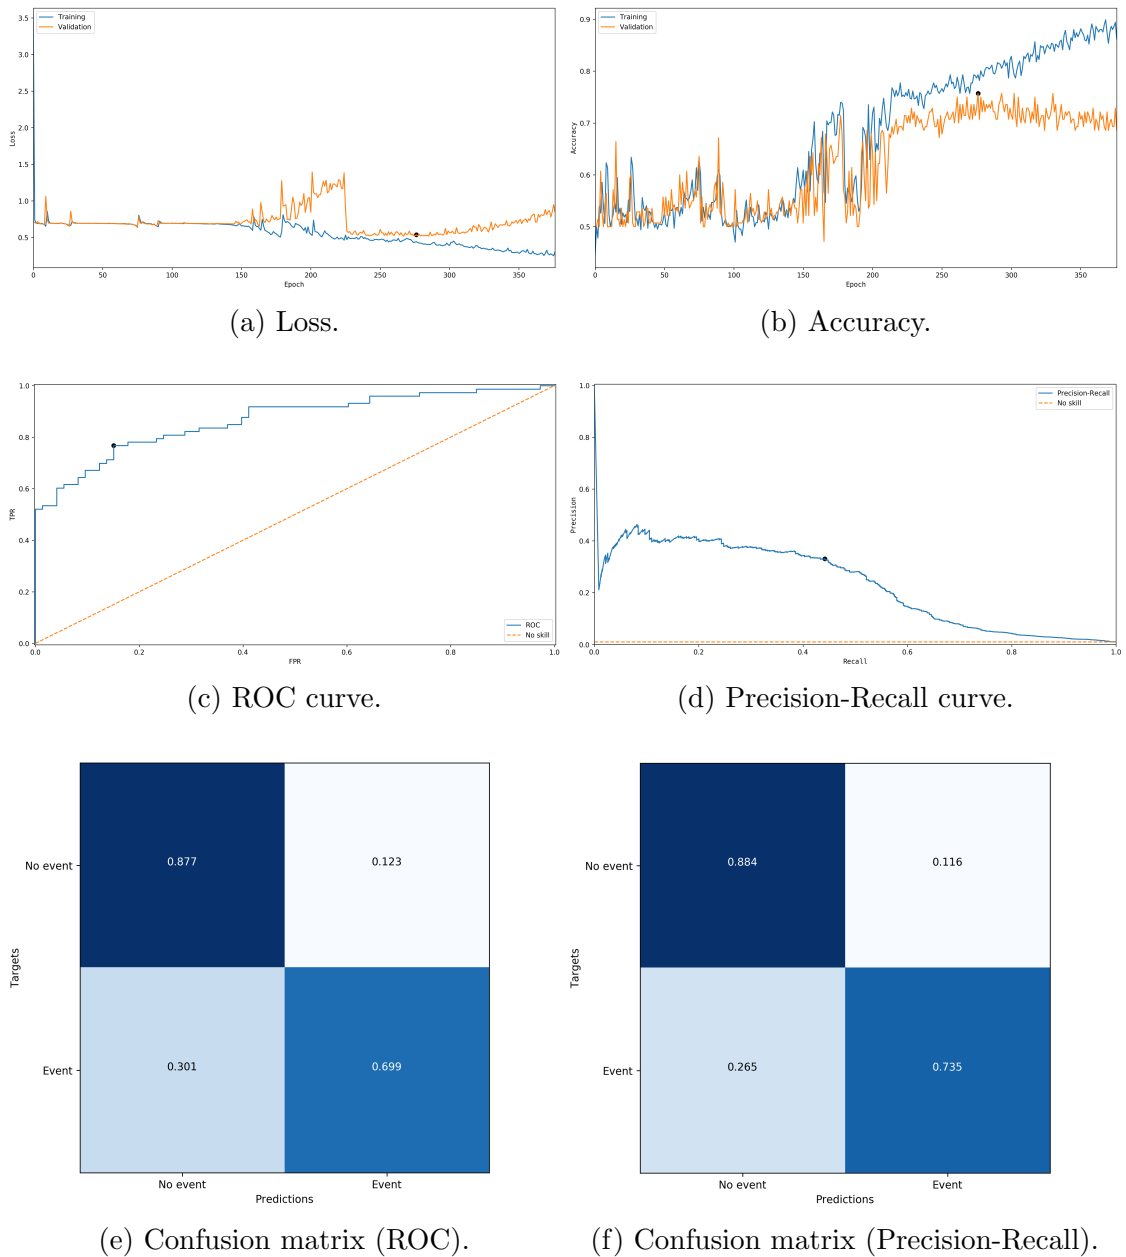 Training
Validation
3.5
3.0
2.5
2.0
1.5
1.0
0.5
Loss
0 50 100 150 200 250 300 350
Epoch
(a) Loss.
Training
Validation
0.9
0.8
0.7
0.6
0.5
Accuracy
0 50 100 150 200 250 300 350
Epoch
(b) Accuracy.
1.0
0.8
0.6
0.4
0.2
0.0
TPR
ROC
No skill
0.0 0.2 0.4 0.6 0.8 1.0
FPR
(c) ROC curve.
1.0
0.8
0.6
0.4
0.2
0.0
Precision
Precision-Recall
No skill
0.0 0.2 0.4 0.6 0.8 1.0
Recall
(d) Precision-Recall curve.
Targets
No event 0.877 0.123
Event 0.301 0.699
No event Event
Predictions
(e) Confusion matrix (ROC).
Targets
No event 0.884 0.116
Event 0.265 0.735
No event Event
Predictions
(f) Confusion matrix (Precision-Recall).